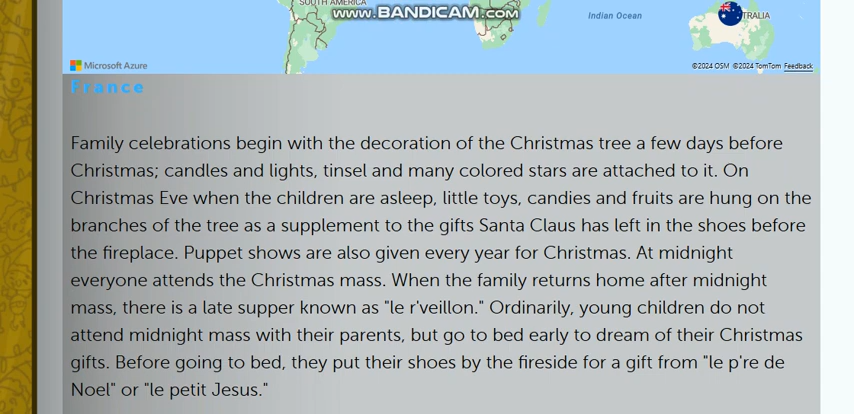 SOUTH AMERICA
www.BANDICAM.com
Indian Ocean
TRALIA
Microsoft Azure
©2024 OSM ©2024 TomTom Feedback
France
Family celebrations begin with the decoration of the Christmas tree a few days before
Christmas; candles and lights, tinsel and many colored stars are attached to it. On
Christmas Eve when the children are asleep, little toys, candies and fruits are hung on the
branches of the tree as a supplement to the gifts Santa Claus has left in the shoes before
the fireplace. Puppet shows are also given every year for Christmas. At midnight
everyone attends the Christmas mass. When the family returns home after midnight
mass, there is a late supper known as "le r'veillon." Ordinarily, young children do not
attend midnight mass with their parents, but go to bed early to dream of their Christmas
gifts. Before going to bed, they put their shoes by the fireside for a gift from "le p're de
Noel" or "le petit Jesus."